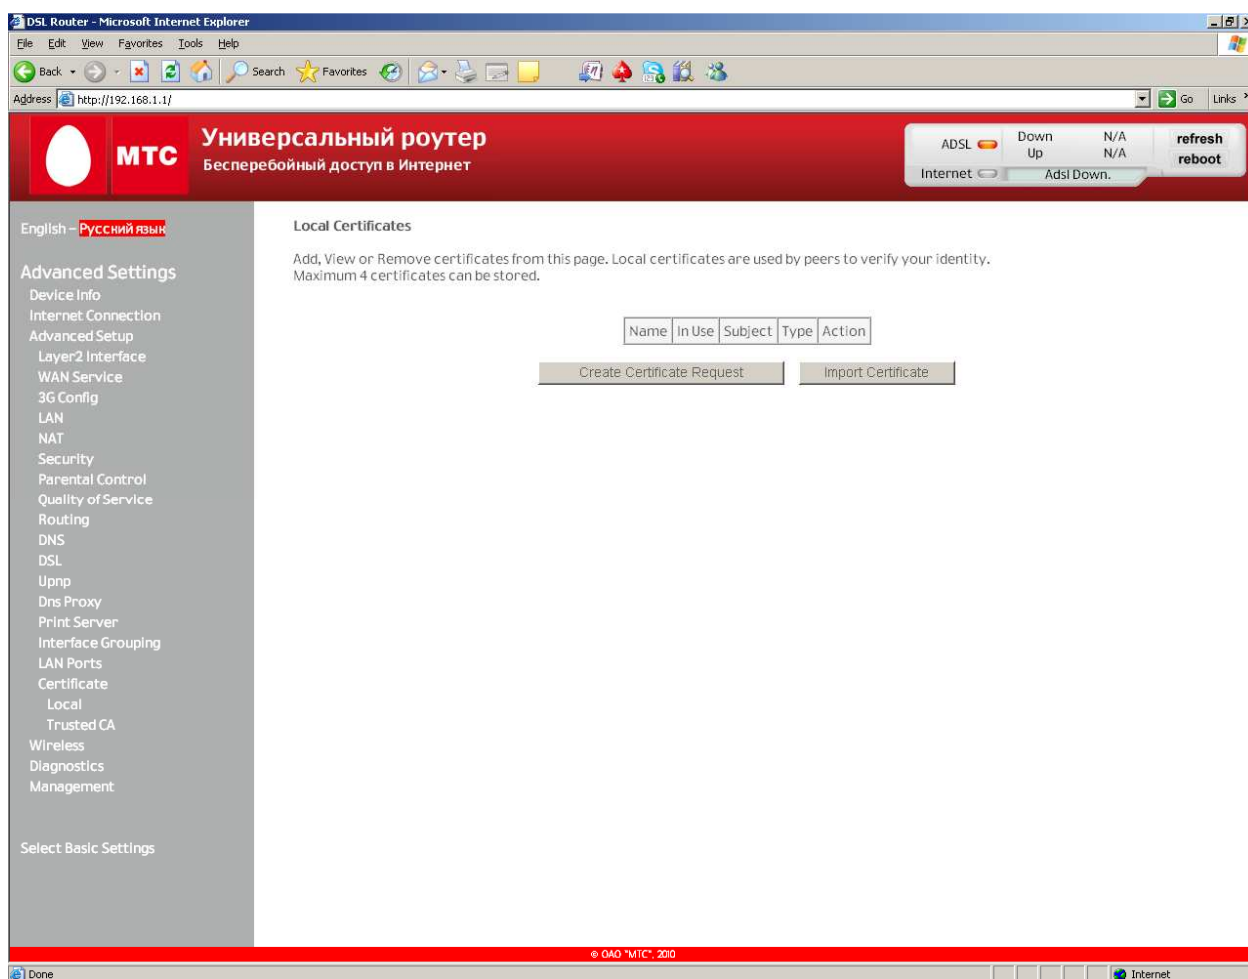 DSL Router - Microsoft Internet Explorer
File Edit View Favorites Tools Help
Back Search Favorites
Address http://192.168.1.1/ Go Links
МТС
Универсальный роутер
Бесперебойный доступ в Интернет
ADSL Down N/A
Up N/A
Internet Adsl Down.
refresh
reboot
English – Русский язык
Advanced Settings
Device Info
Internet Connection
Advanced Setup
Layer2 Interface
WAN Service
3G Config
LAN
NAT
Security
Parental Control
Quality of Service
Routing
DNS
DSL
Upnp
Dns Proxy
Print Server
Interface Grouping
LAN Ports
Certificate
Local
Trusted CA
Wireless
Diagnostics
Management
Select Basic Settings
Local Certificates
Add, View or Remove certificates from this page. Local certificates are used by peers to verify your identity.
Maximum 4 certificates can be stored.
Name In Use Subject Type Action
Create Certificate Request Import Certificate
© ОАО "МТС", 2010
Done Internet